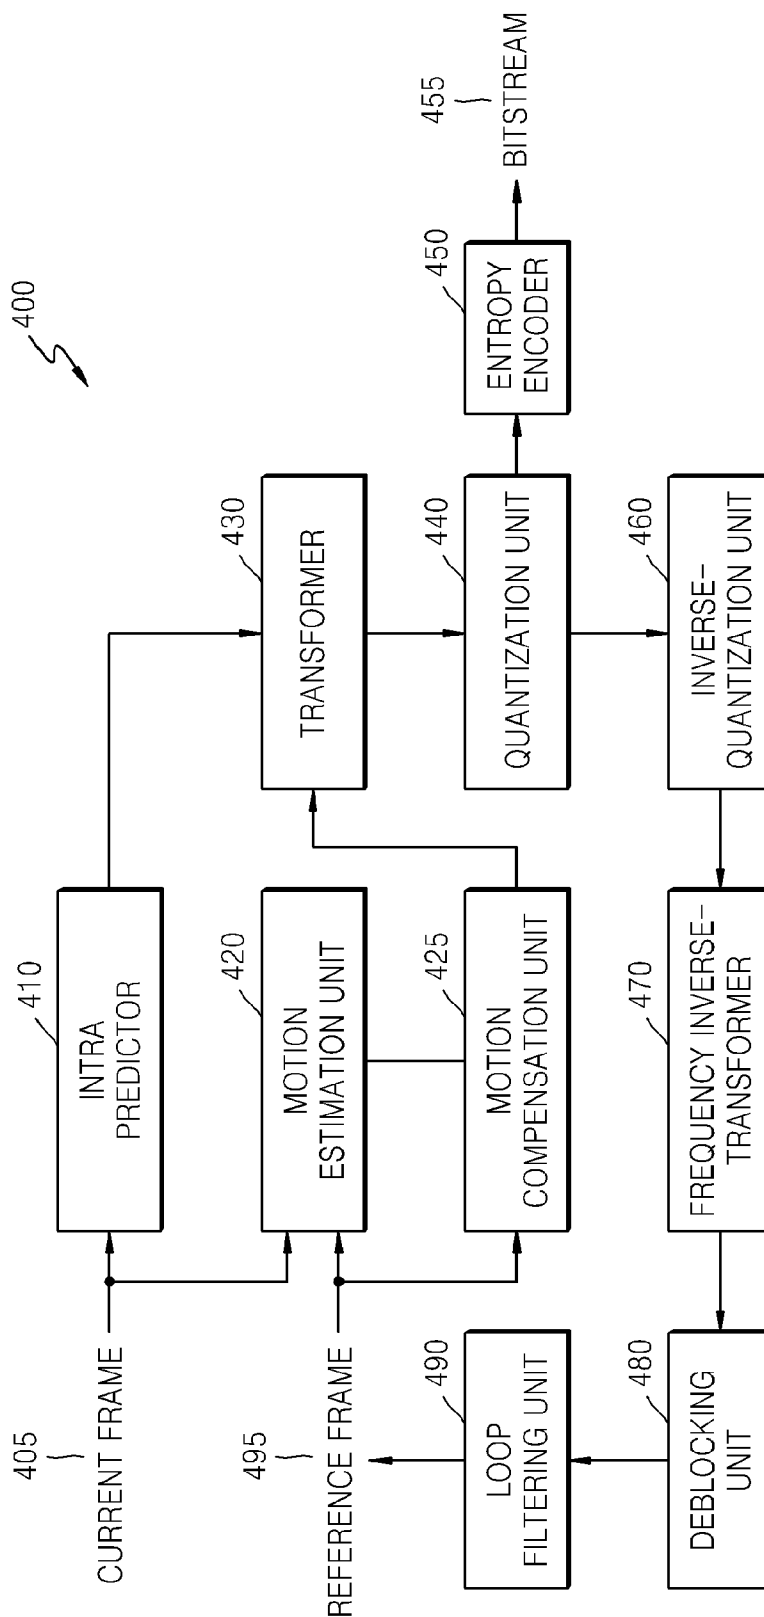 400
405
CURRENT FRAME
410
INTRA
PREDICTOR
495
REFERENCE FRAME
420
MOTION
ESTIMATION UNIT
430
TRANSFORMER
490
LOOP
FILTERING UNIT
425
MOTION
COMPENSATION UNIT
440
QUANTIZATION UNIT
450
ENTROPY
ENCODER
455
BITSTREAM
480
DEBLOCKING
UNIT
470
FREQUENCY INVERSE-
TRANSFORMER
460
INVERSE-
QUANTIZATION UNIT